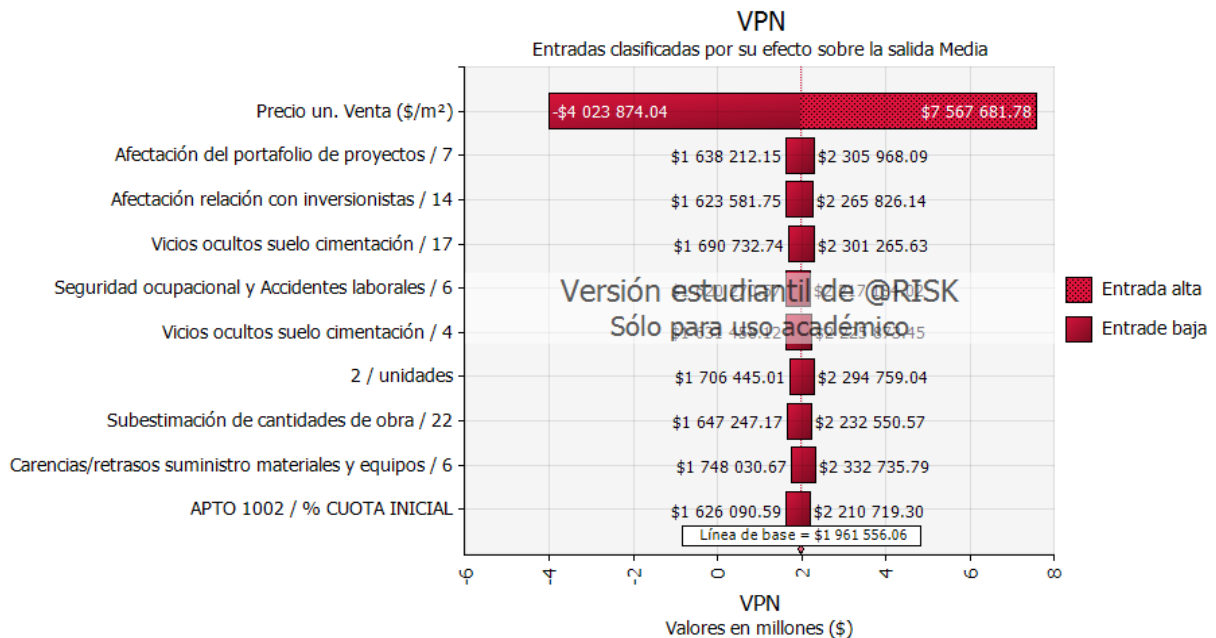 VPN
Entradas clasificadas por su efecto sobre la salida Media
Precio un. Venta ($/m²)
-$4 023 874.04
$7 567 681.78
Afectación del portafolio de proyectos / 7
$1 638 212.15
$2 305 968.09
Afectación relación con inversionistas / 14
$1 623 581.75
$2 265 826.14
Vicios ocultos suelo cimentación / 17
$1 690 732.74
$2 301 265.63
Seguridad ocupacional y Accidentes laborales / 6
Versión estudiantil de @RISK
Sólo para uso académico
Vicios ocultos suelo cimentación / 4
2 / unidades
$1 706 445.01
$2 294 759.04
Subestimación de cantidades de obra / 22
$1 647 247.17
$2 232 550.57
Carencias/retrasos suministro materiales y equipos / 6
$1 748 030.67
$2 332 735.79
APTO 1002 / % CUOTA INICIAL
$1 626 090.59
$2 210 719.30
Línea de base = $1 961 556.06
Entrada alta
Entrade baja
-6
-4
-2
0
2
4
6
8
VPN
Valores en millones ($)